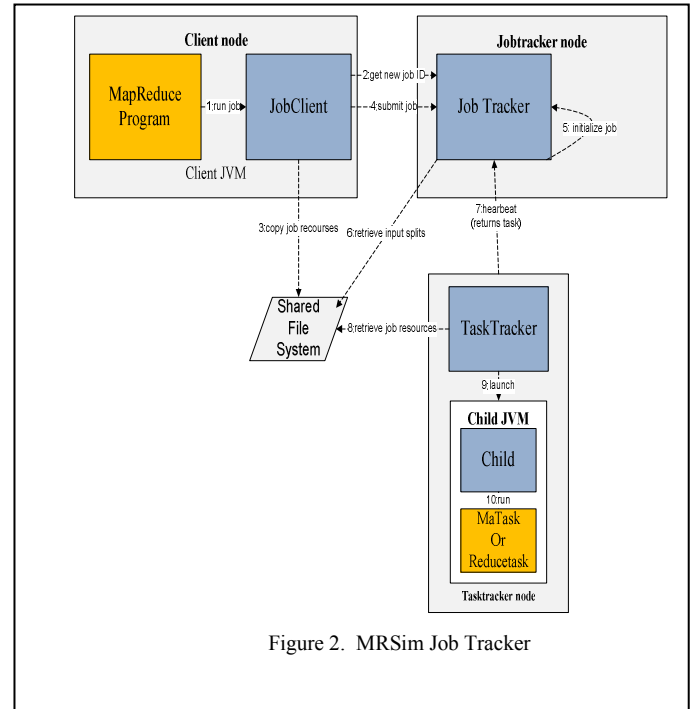 Client node
MapReduce
Program
1:run job
JobClient
Client JVM
2:get new job ID
4:submit job
Jobtracker node
Job Tracker
5: initialize job
3:copy job recourses
6:retrieve input splits
7:hearbeat
(returns task)
Shared
File
System
8:retrieve job resources
TaskTracker
9:launch
Child JVM
Child
10:run
MaTask
Or
Reducetask
Tasktracker node
Figure 2. MRSim Job Tracker